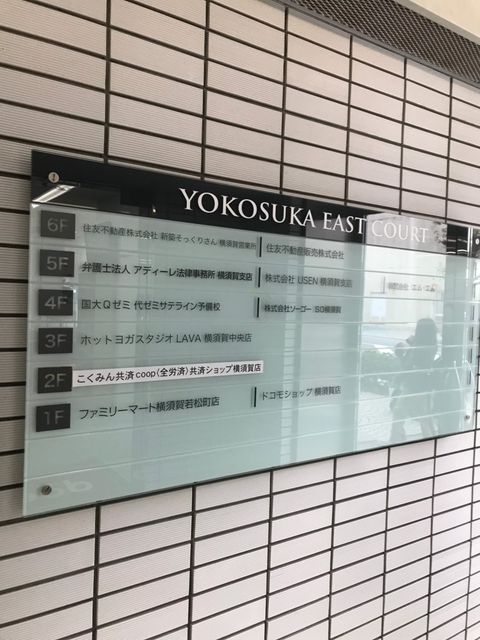 YOKOSUKA EAST COURT
6F 住友不動産株式会社 新築そっくりさん 横須賀営業所 住友不動産販売株式会社
5F 弁護士法人 アディーレ法律事務所 横須賀支店 株式会社 USEN 横須賀支店
4F 国大Qゼミ 代ゼミサテライン予備校 株式会社ソーゴー SO横須賀
3F ホットヨガスタジオ LAVA 横須賀中央店
2F こくみん共済 coop〈全労済〉共済ショップ横須賀店
1F ファミリーマート横須賀若松町店 ドコモショップ 横須賀店